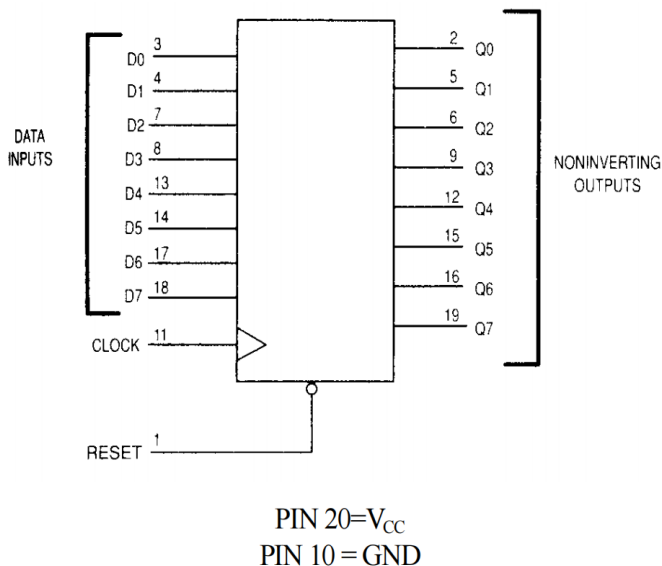 D0 3
D1 4
D2 7
D3 8
D4 13
D5 14
D6 17
D7 18
DATA
INPUTS
CLOCK 11
RESET 1
2 Q0
5 Q1
6 Q2
9 Q3
12 Q4
15 Q5
16 Q6
19 Q7
NONINVERTING
OUTPUTS
PIN 20=VCC
PIN 10 = GND